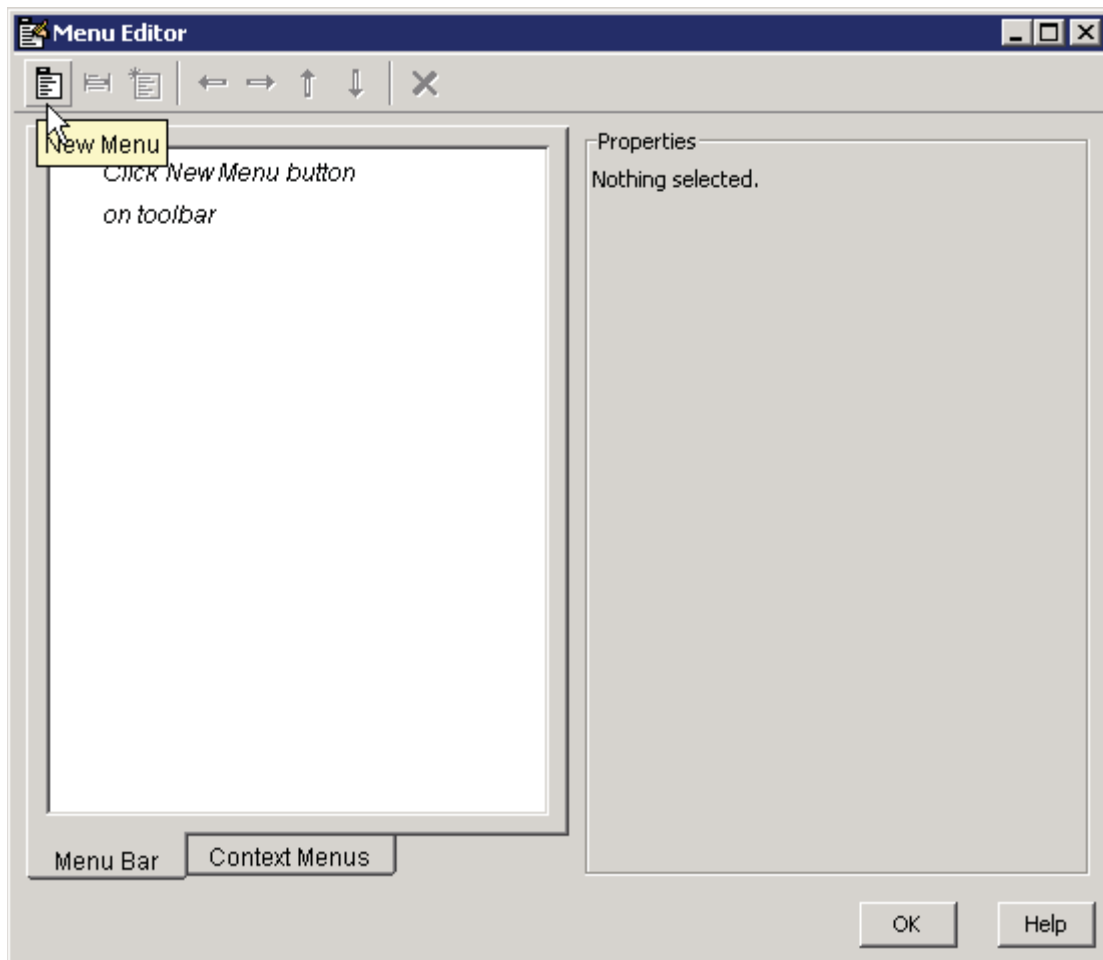 Menu Editor
New Menu
Click New Menu button
on toolbar
Properties
Nothing selected.
Menu Bar
Context Menus
OK
Help